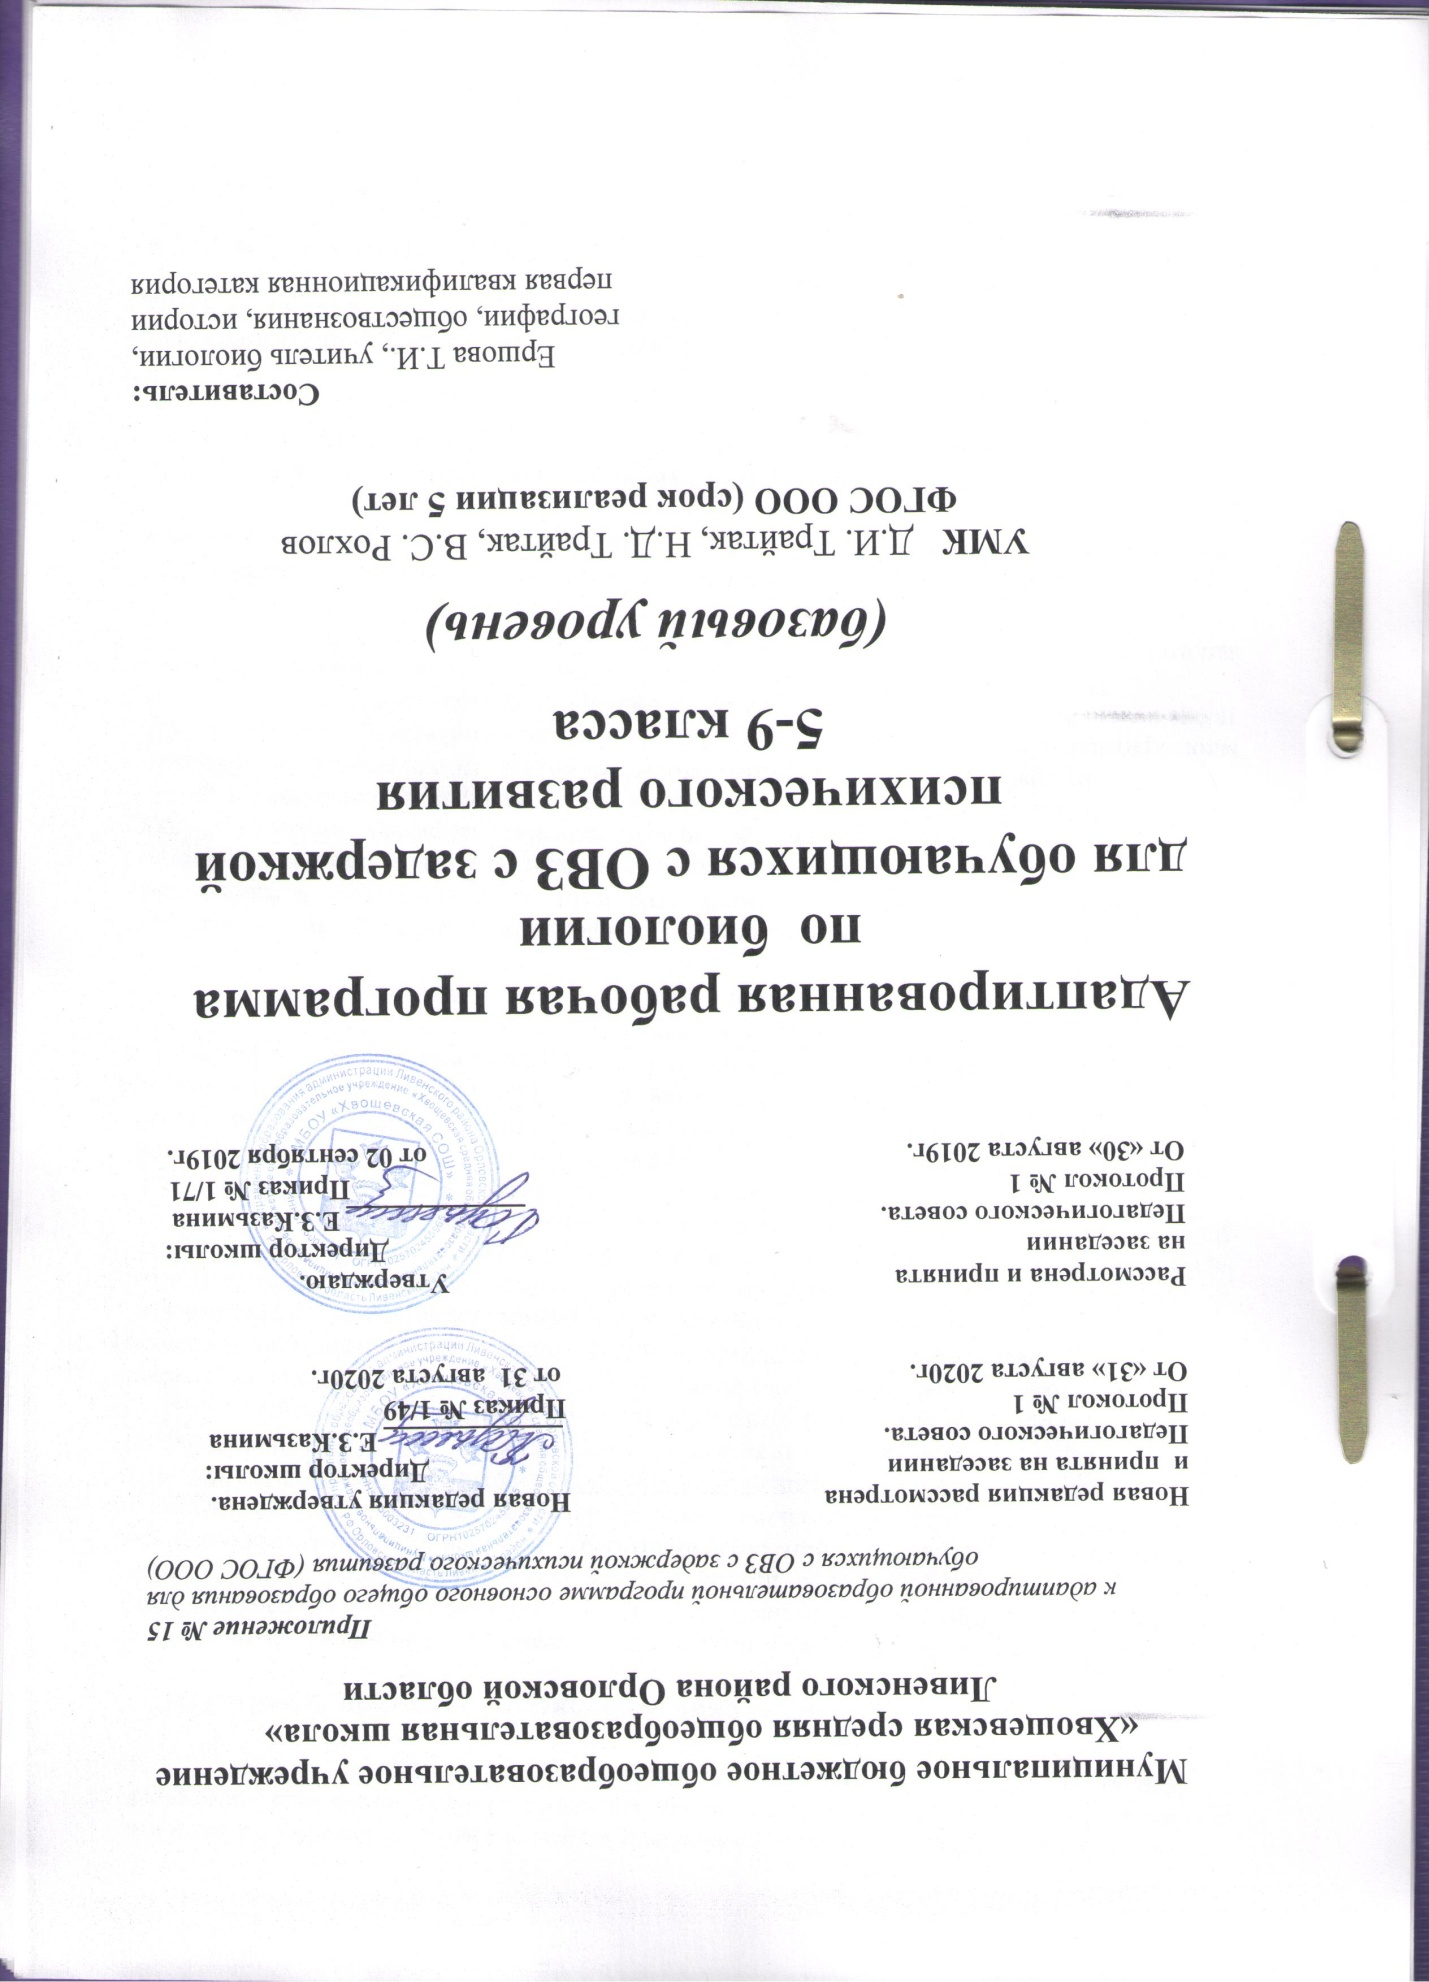 Муниципальное бюджетное общеобразовательное учреждение
«Хвощевская средняя общеобразовательная школа»
Ливенского района Орловской области
Приложение № 15
к адаптированной образовательной программе основного общего образования для
обучающихся с ОВЗ с задержкой психического развития (ФГОС ООО)
Новая редакция рассмотрена
и принята на заседании
Педагогического совета.
Протокол № 1
От «31» августа 2020г.
Новая редакция утверждена.
Директор школы:
Е.З.Казьмина
Приказ № 1/49
от 31 августа 2020г.
Рассмотрена и принята
на заседании
Педагогического совета.
Протокол № 1
От «30» августа 2019г.
Утверждаю.
Директор школы:
Е.З.Казьмина
Приказ № 1/71
от 02 сентября 2019г.
МБОУ «Хвощевская СОШ»
Адаптированная рабочая программа
по биологии
для обучающихся с ОВЗ с задержкой
психического развития
5-9 класса
(базовый уровень)
УМК Д.И. Трайтак, Н.Д. Трайтак, В.С. Рохлов
ФГОС ООО (срок реализации 5 лет)
Составитель:
Ершова Т.И., учитель биологии,
географии, обществознания, истории
первая квалификационная категория